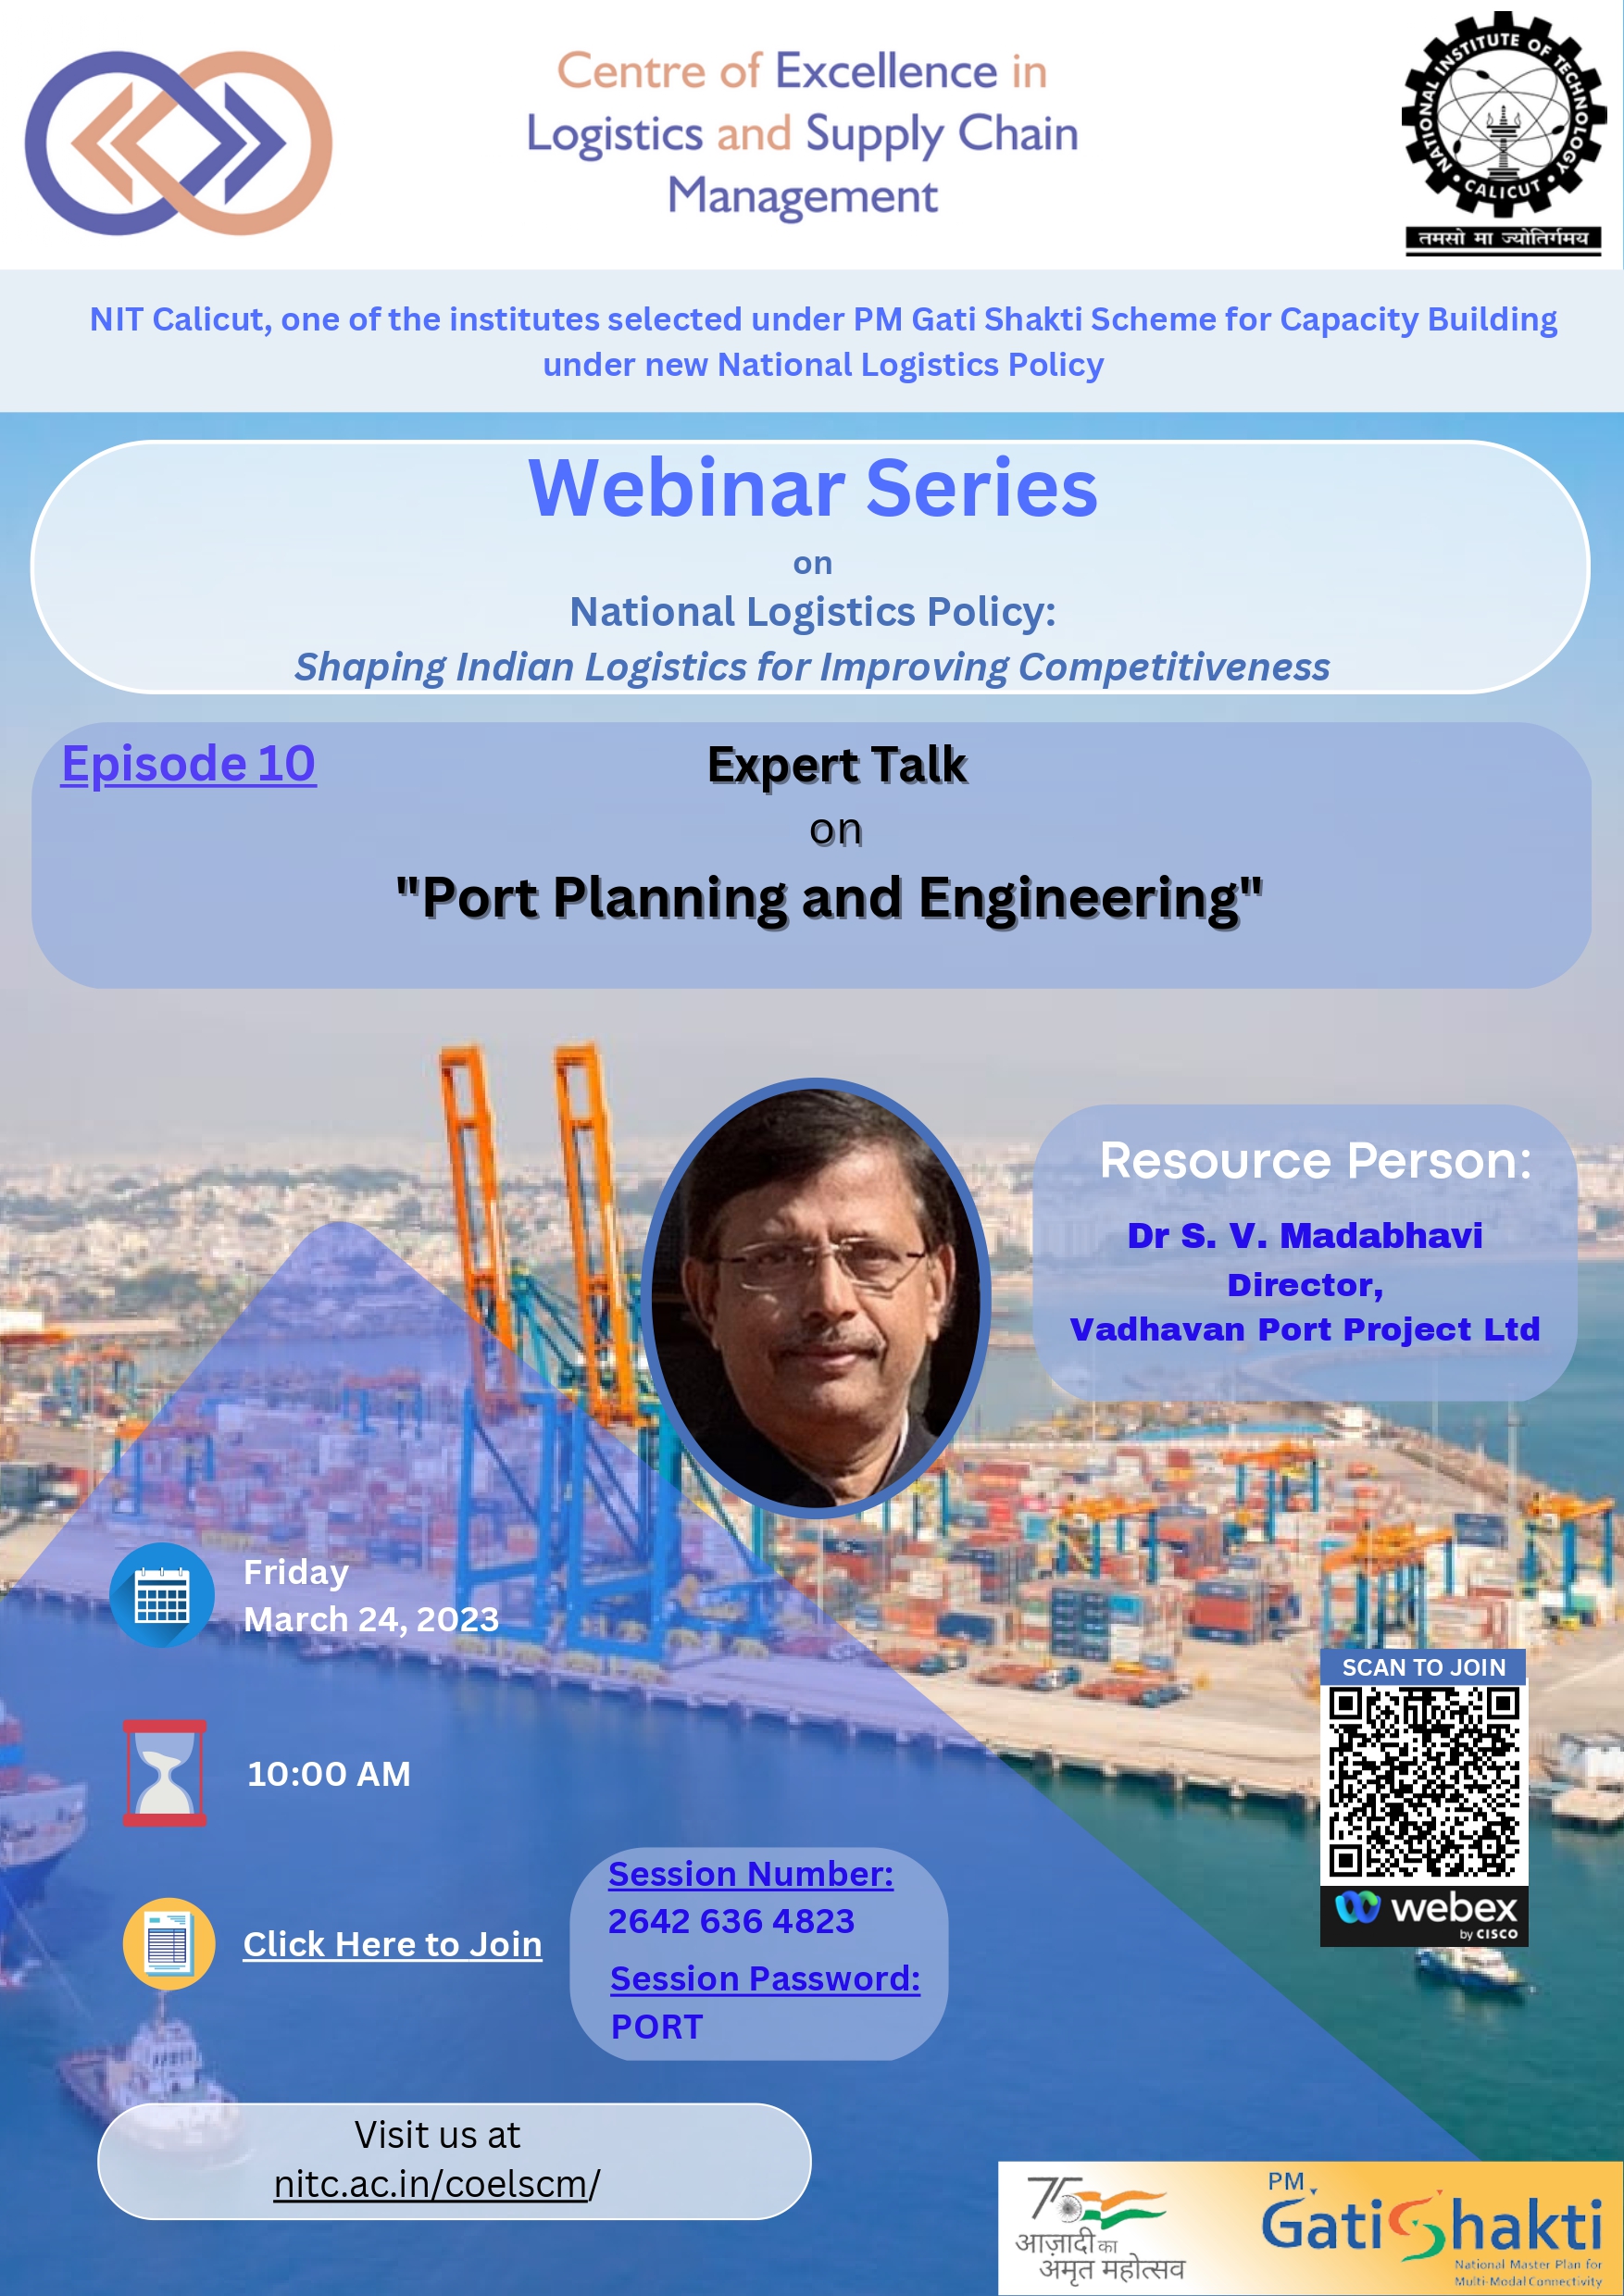 Centre of Excellence in
Logistics and Supply Chain
Management
NATIONAL INSTITUTE OF TECHNOLOGY
• CALICUT •
तमसो मा ज्योतिर्गमय
NIT Calicut, one of the institutes selected under PM Gati Shakti Scheme for Capacity Building
under new National Logistics Policy
Webinar Series
on
National Logistics Policy:
Shaping Indian Logistics for Improving Competitiveness
Episode 10
Expert Talk
on
"Port Planning and Engineering"
Resource Person:
Dr S. V. Madabhavi
Director,
Vadhavan Port Project Ltd
Friday
March 24, 2023
10:00 AM
Click Here to Join
Session Number:
2642 636 4823
Session Password:
PORT
SCAN TO JOIN
webex
by CISCO
Visit us at
nitc.ac.in/coelscm/
75
आज़ादी का
अमृत महोत्सव
PM
GatiShakti
National Master Plan for
Multi-Modal Connectivity